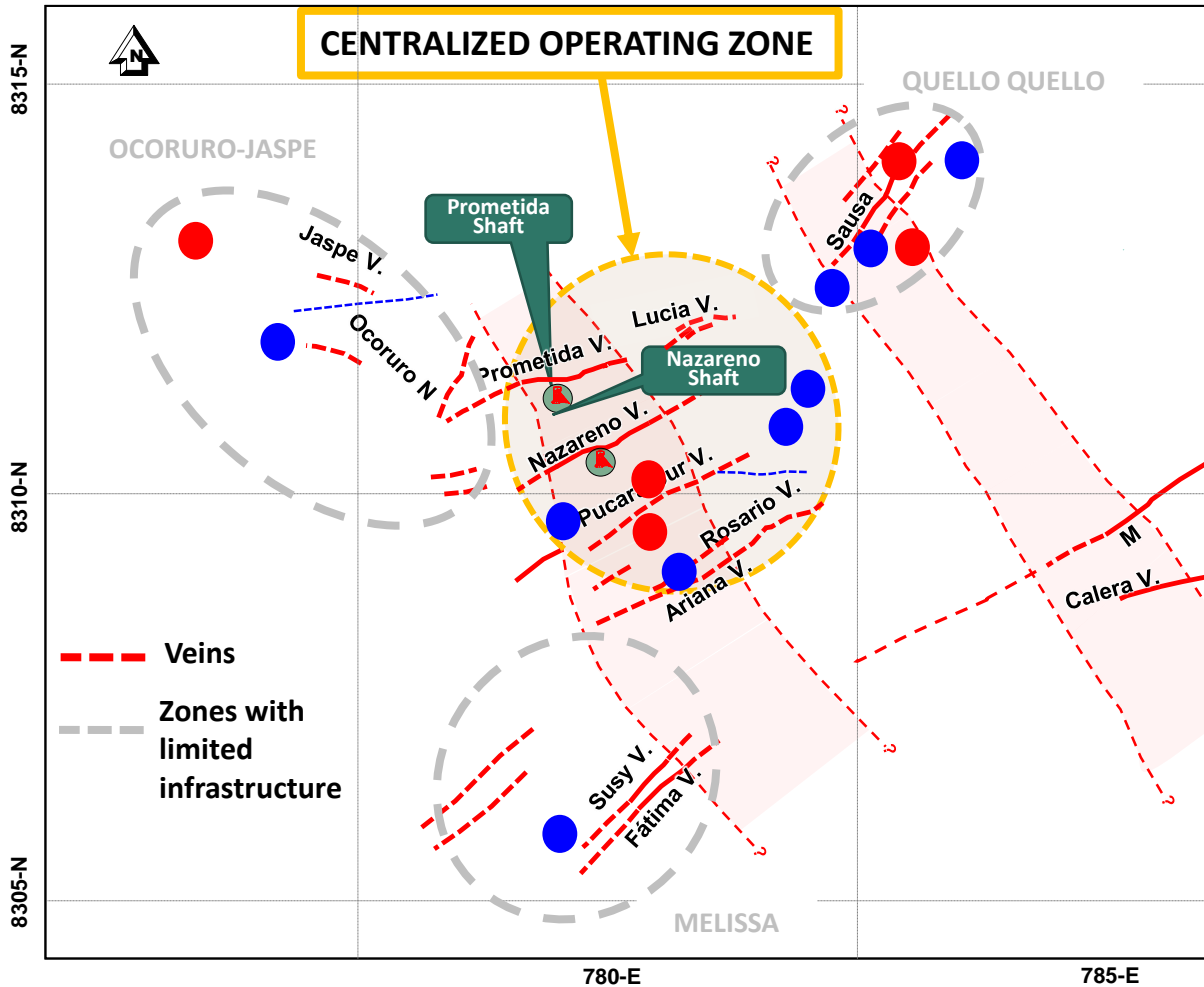 CENTRALIZED OPERATING ZONE
N
8315-N
QUELLO QUELLO
OCORURO-JASPE
?
?
Prometida
Shaft
Sausa
Jaspe V.
Lucia V.
Ocoruro N
Prometida V.
Nazareno
Shaft
Nazareno V.
8310-N
Rosario V.
M
Ariana V.
Calera V.
Veins
Zones with
limited
infrastructure
?
Susy V.
Fátima V.
?
?
8305-N
MELISSA
780-E
785-E